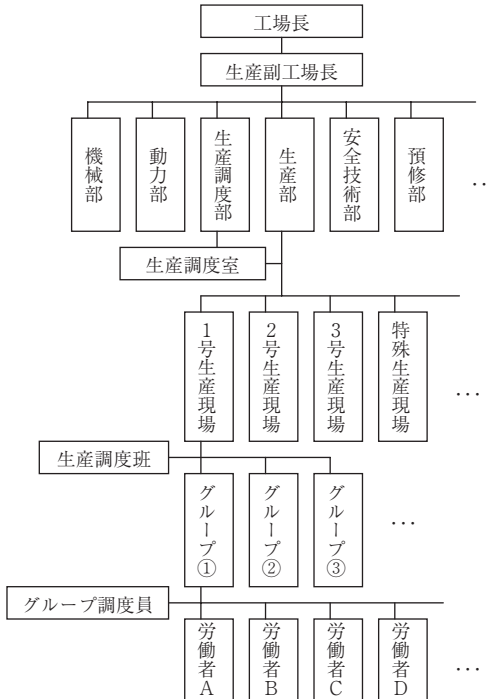 工場長
生産副工場長
機械部
動力部
生産調度部
生産部
安全技術部
預修部
…
生産調度室
1号生産現場
2号生産現場
3号生産現場
特殊生産現場
…
生産調度班
グループ①
グループ②
グループ③
…
グループ調度員
労働者A
労働者B
労働者C
労働者D
…